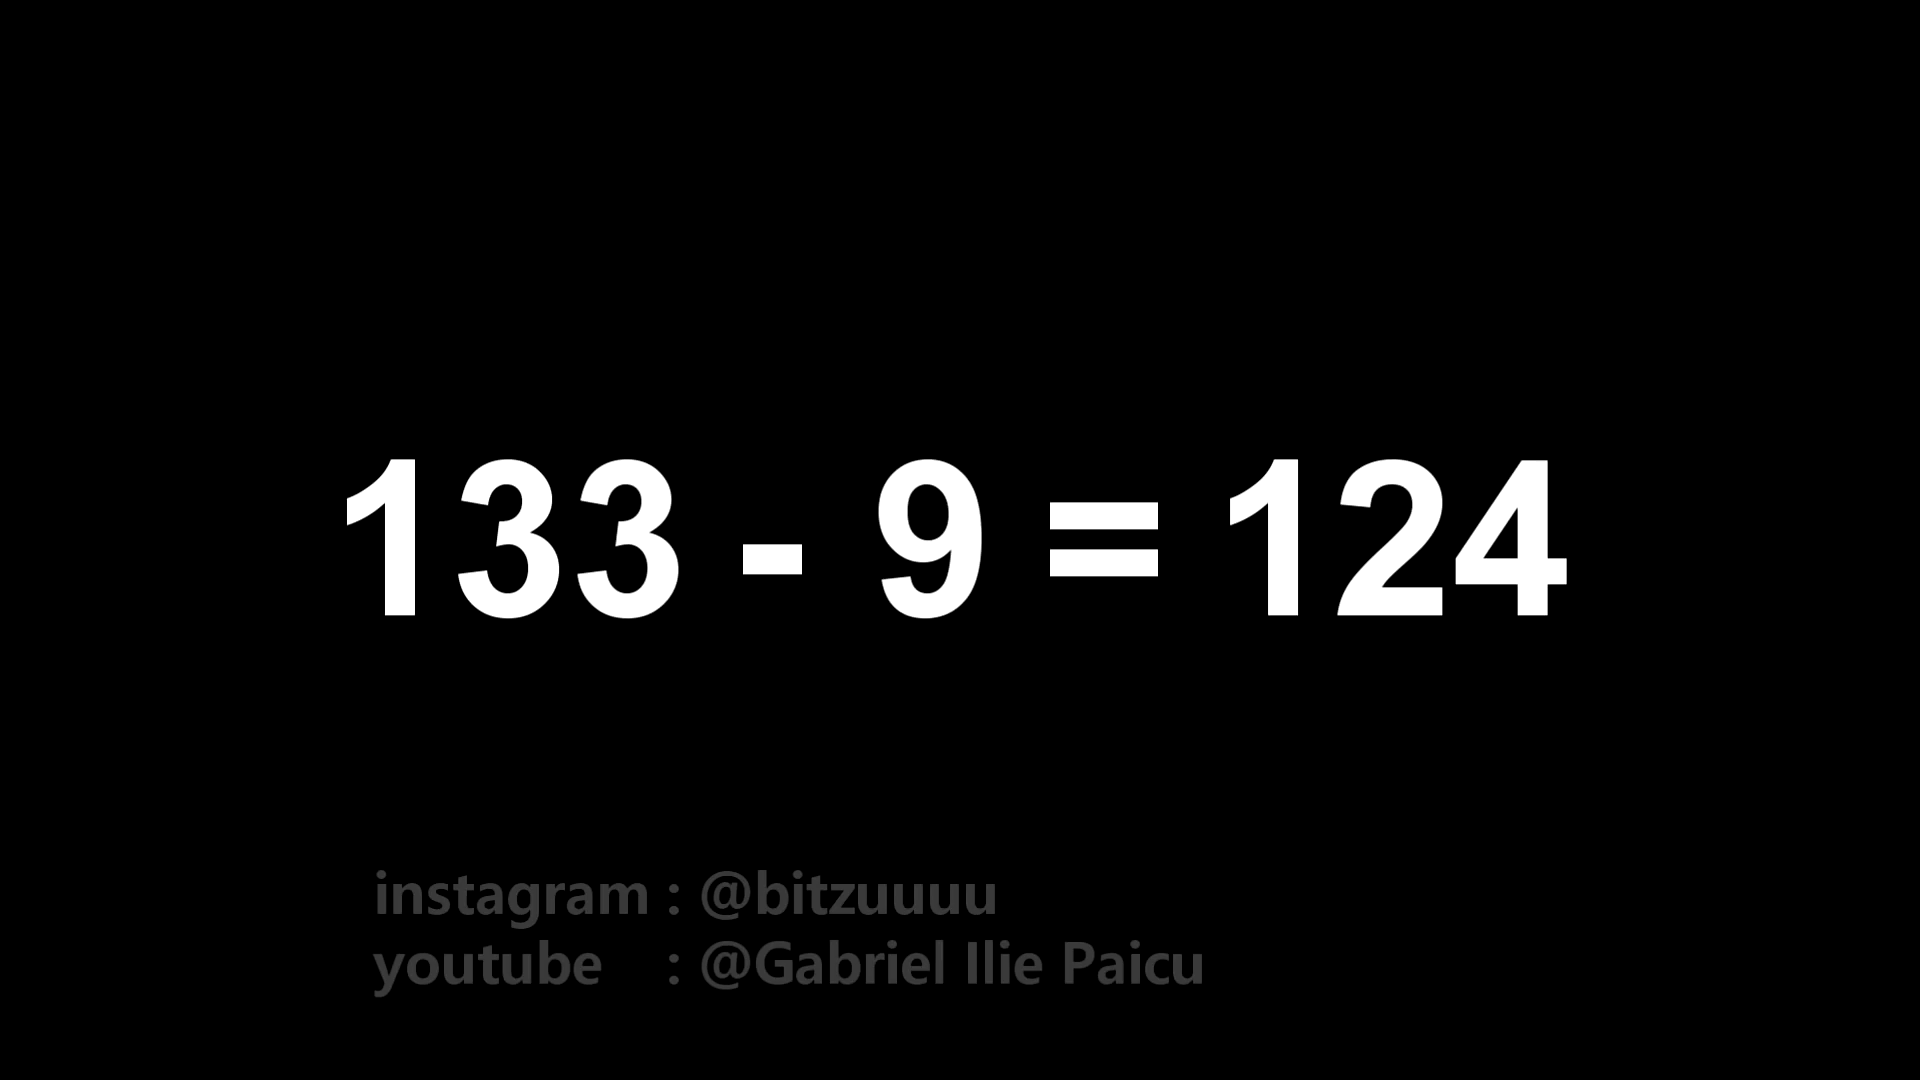 133 - 9 = 124
instagram : @bitzuuuu
youtube : @Gabriel Ilie Paicu